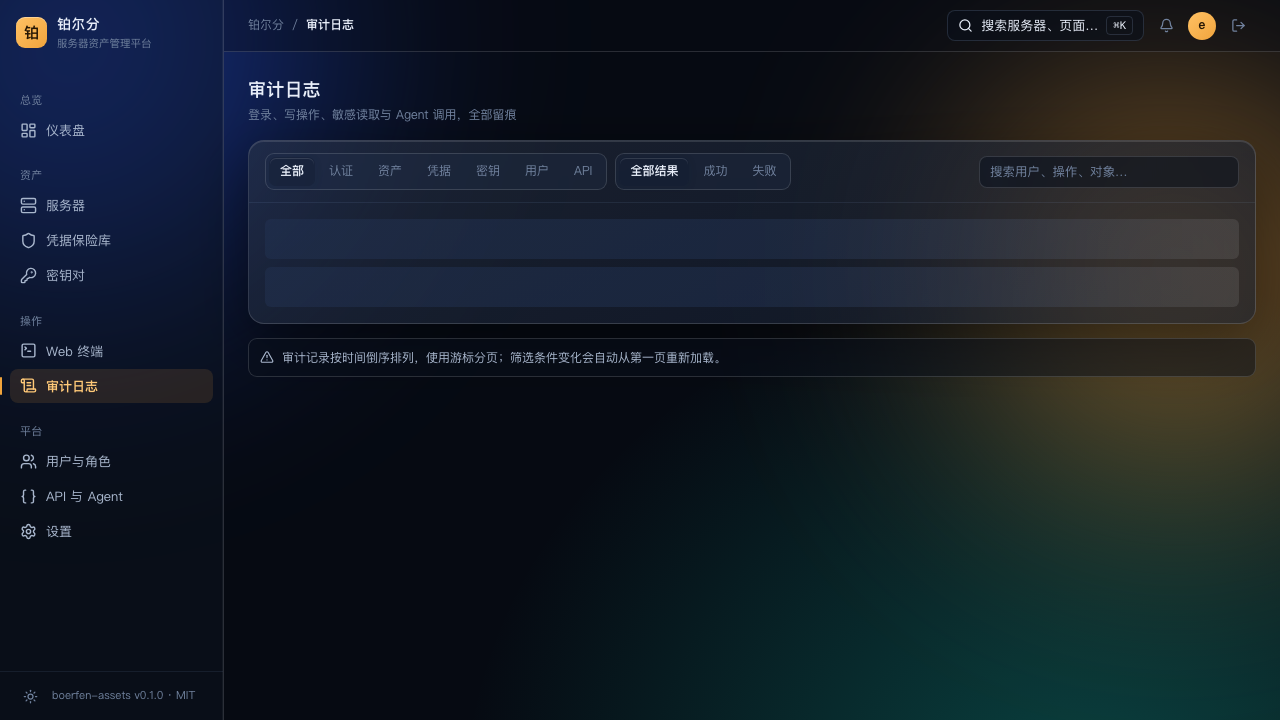 铂
铂尔分
服务器资产管理平台
总览
仪表盘
资产
服务器
凭据保险库
密钥对
操作
Web 终端
审计日志
平台
用户与角色
API 与 Agent
设置
boerfen-assets v0.1.0 · MIT
铂尔分 / 审计日志
搜索服务器、页面… ⌘K
e
审计日志
登录、写操作、敏感读取与 Agent 调用，全部留痕
全部 认证 资产 凭据 密钥 用户 API
全部结果 成功 失败
搜索用户、操作、对象…
审计记录按时间倒序排列，使用游标分页；筛选条件变化会自动从第一页重新加载。